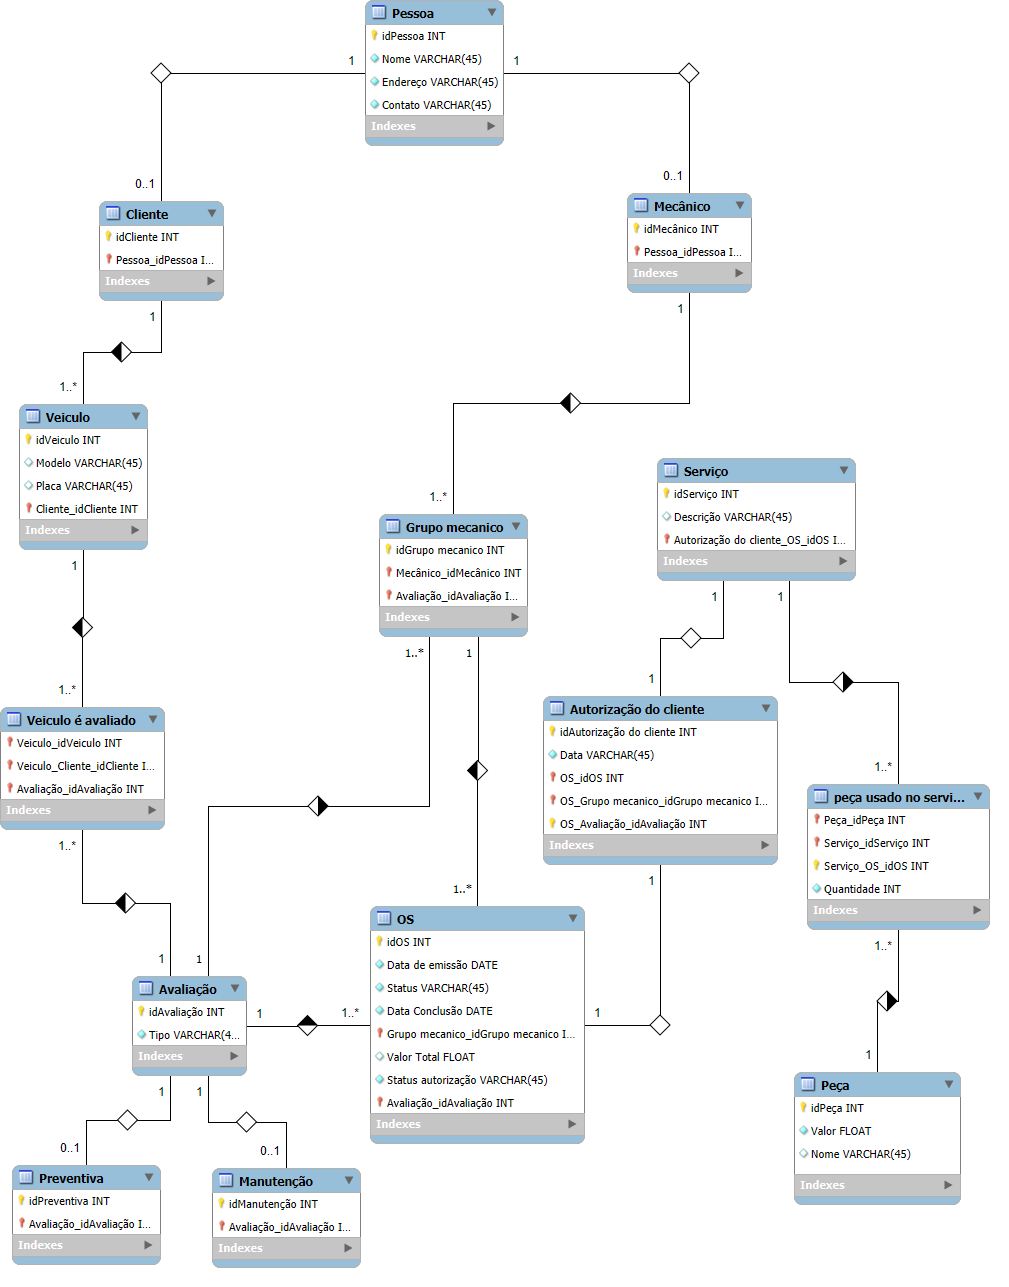 Pessoa
idPessoa INT
Nome VARCHAR(45)
Endereço VARCHAR(45)
Contato VARCHAR(45)
Indexes
1
1
0..1
0..1
Cliente
idCliente INT
Pessoa_idPessoa I...
Indexes
1
Mecânico
idMecânico INT
Pessoa_idPessoa I...
Indexes
1
1..*
Veiculo
idVeiculo INT
Modelo VARCHAR(45)
Placa VARCHAR(45)
Cliente_idCliente INT
Indexes
1
1..*
Grupo mecanico
idGrupo mecanico INT
Mecânico_idMecânico INT
Avaliação_idAvaliação I...
Indexes
1..*
1
Serviço
idServiço INT
Descrição VARCHAR(45)
Autorização do cliente_OS_idOS I...
Indexes
1
1
1..*
Veiculo é avaliado
Veiculo_idVeiculo INT
Veiculo_Cliente_idCliente I...
Avaliação_idAvaliação INT
Indexes
1..*
1
Autorização do cliente
idAutorização do cliente INT
Data VARCHAR(45)
OS_idOS INT
OS_Grupo mecanico_idGrupo mecanico I...
OS_Avaliação_idAvaliação INT
Indexes
1
1..*
peça usado no servi...
Peça_idPeça INT
Serviço_idServiço INT
Serviço_OS_idOS INT
Quantidade INT
Indexes
1..*
1..*
OS
idOS INT
Data de emissão DATE
Status VARCHAR(45)
Data Conclusão DATE
Grupo mecanico_idGrupo mecanico I...
Valor Total FLOAT
Status autorização VARCHAR(45)
Avaliação_idAvaliação INT
Indexes
1
1..*
1
1
1
Avaliação
idAvaliação INT
Tipo VARCHAR(4...
Indexes
1
1
1
Peça
idPeça INT
Valor FLOAT
Nome VARCHAR(45)
Indexes
0..1
0..1
Preventiva
idPreventiva INT
Avaliação_idAvaliação I...
Indexes
Manutenção
idManutenção INT
Avaliação_idAvaliação I...
Indexes